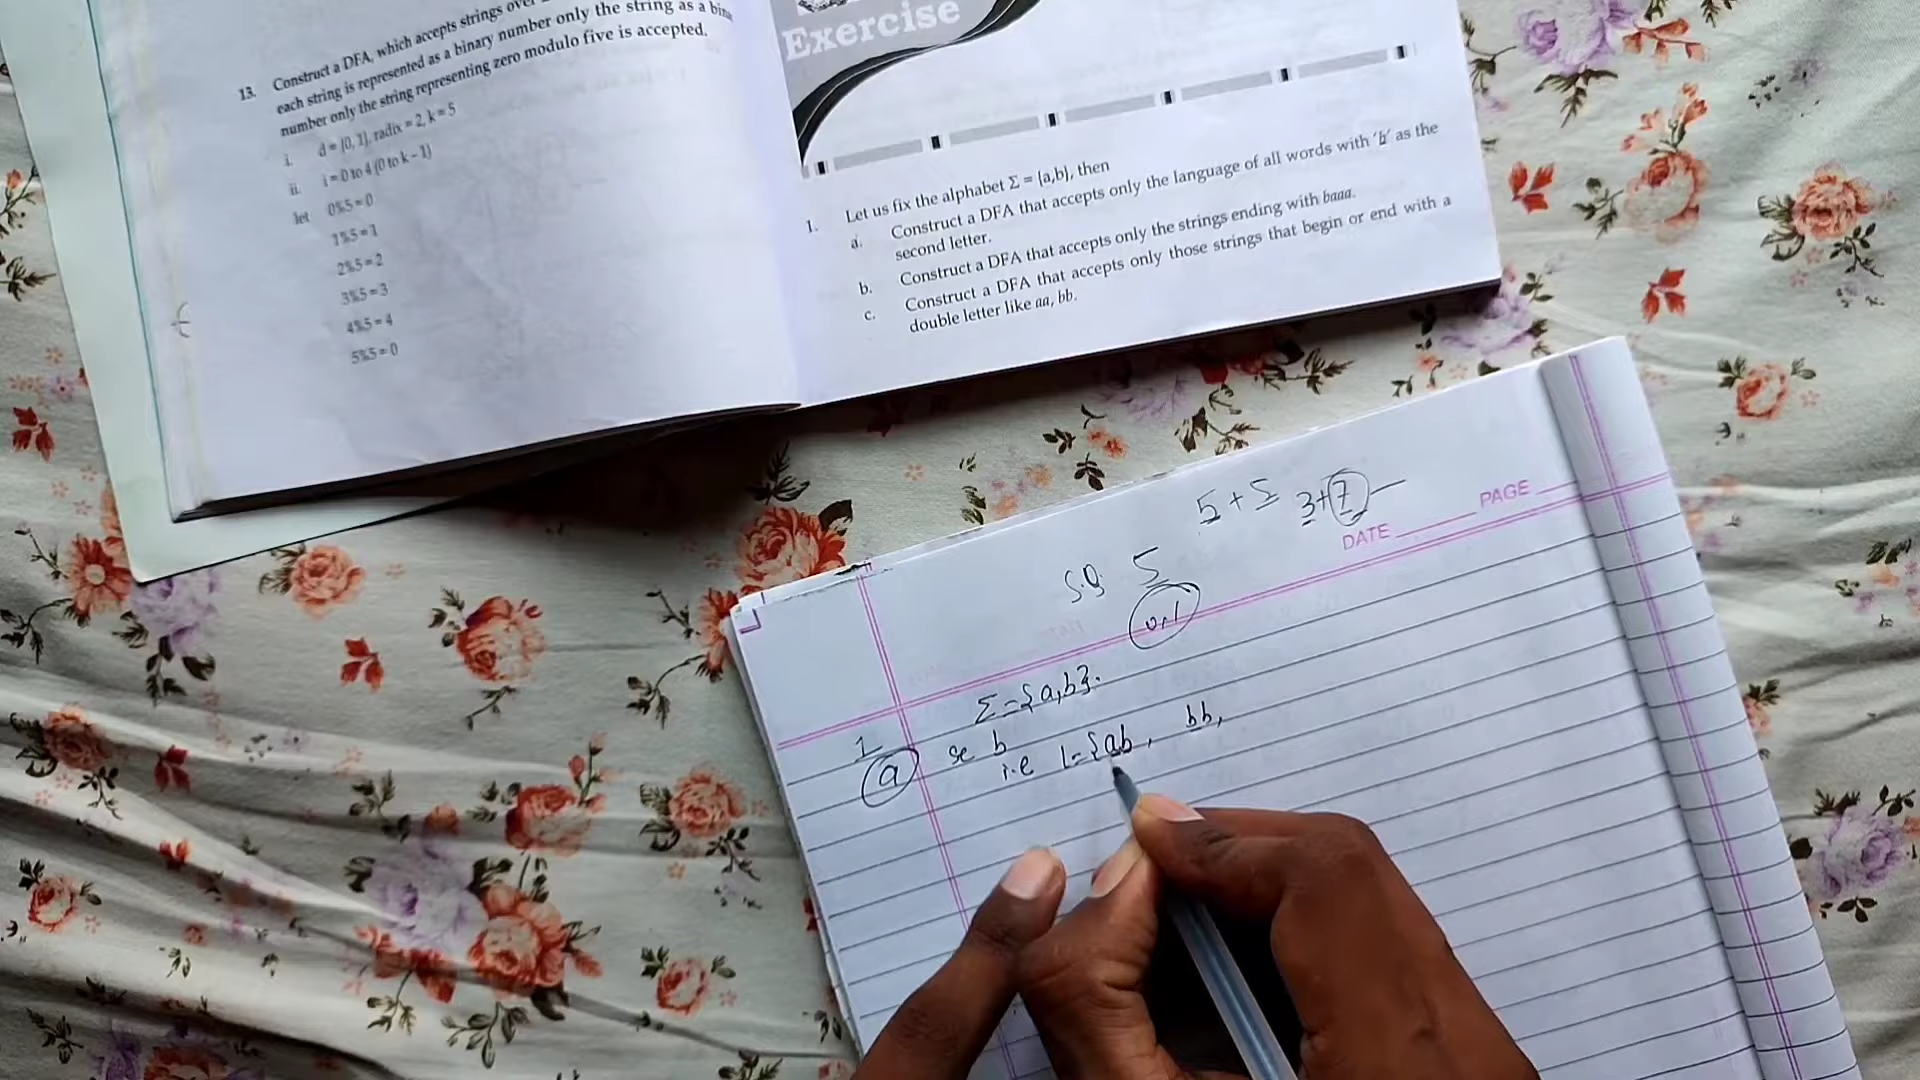 13. Construct a DFA, which accepts strings over
each string is represented as a binary number only the string as a
number only the string representing zero modulo five is accepted.
i. d = {0, 1}, radix = 2, k = 5
ii. i = 0 to 4 (0 to k – 1)
let 0%5 = 0
1%5 = 1
2%5 = 2
3%5 = 3
4%5 = 4
5%5 = 0
Exercise
1. Let us fix the alphabet Σ = {a,b}, then
a. Construct a DFA that accepts only the language of all words with 'b' as the
second letter.
b. Construct a DFA that accepts only the strings ending with baaa.
c. Construct a DFA that accepts only those strings that begin or end with a
double letter like aa, bb.
5+5 3+7
PAGE
DATE
5
0,1
Σ={a,b}.
1
a se b
i.e L={ab, bb,